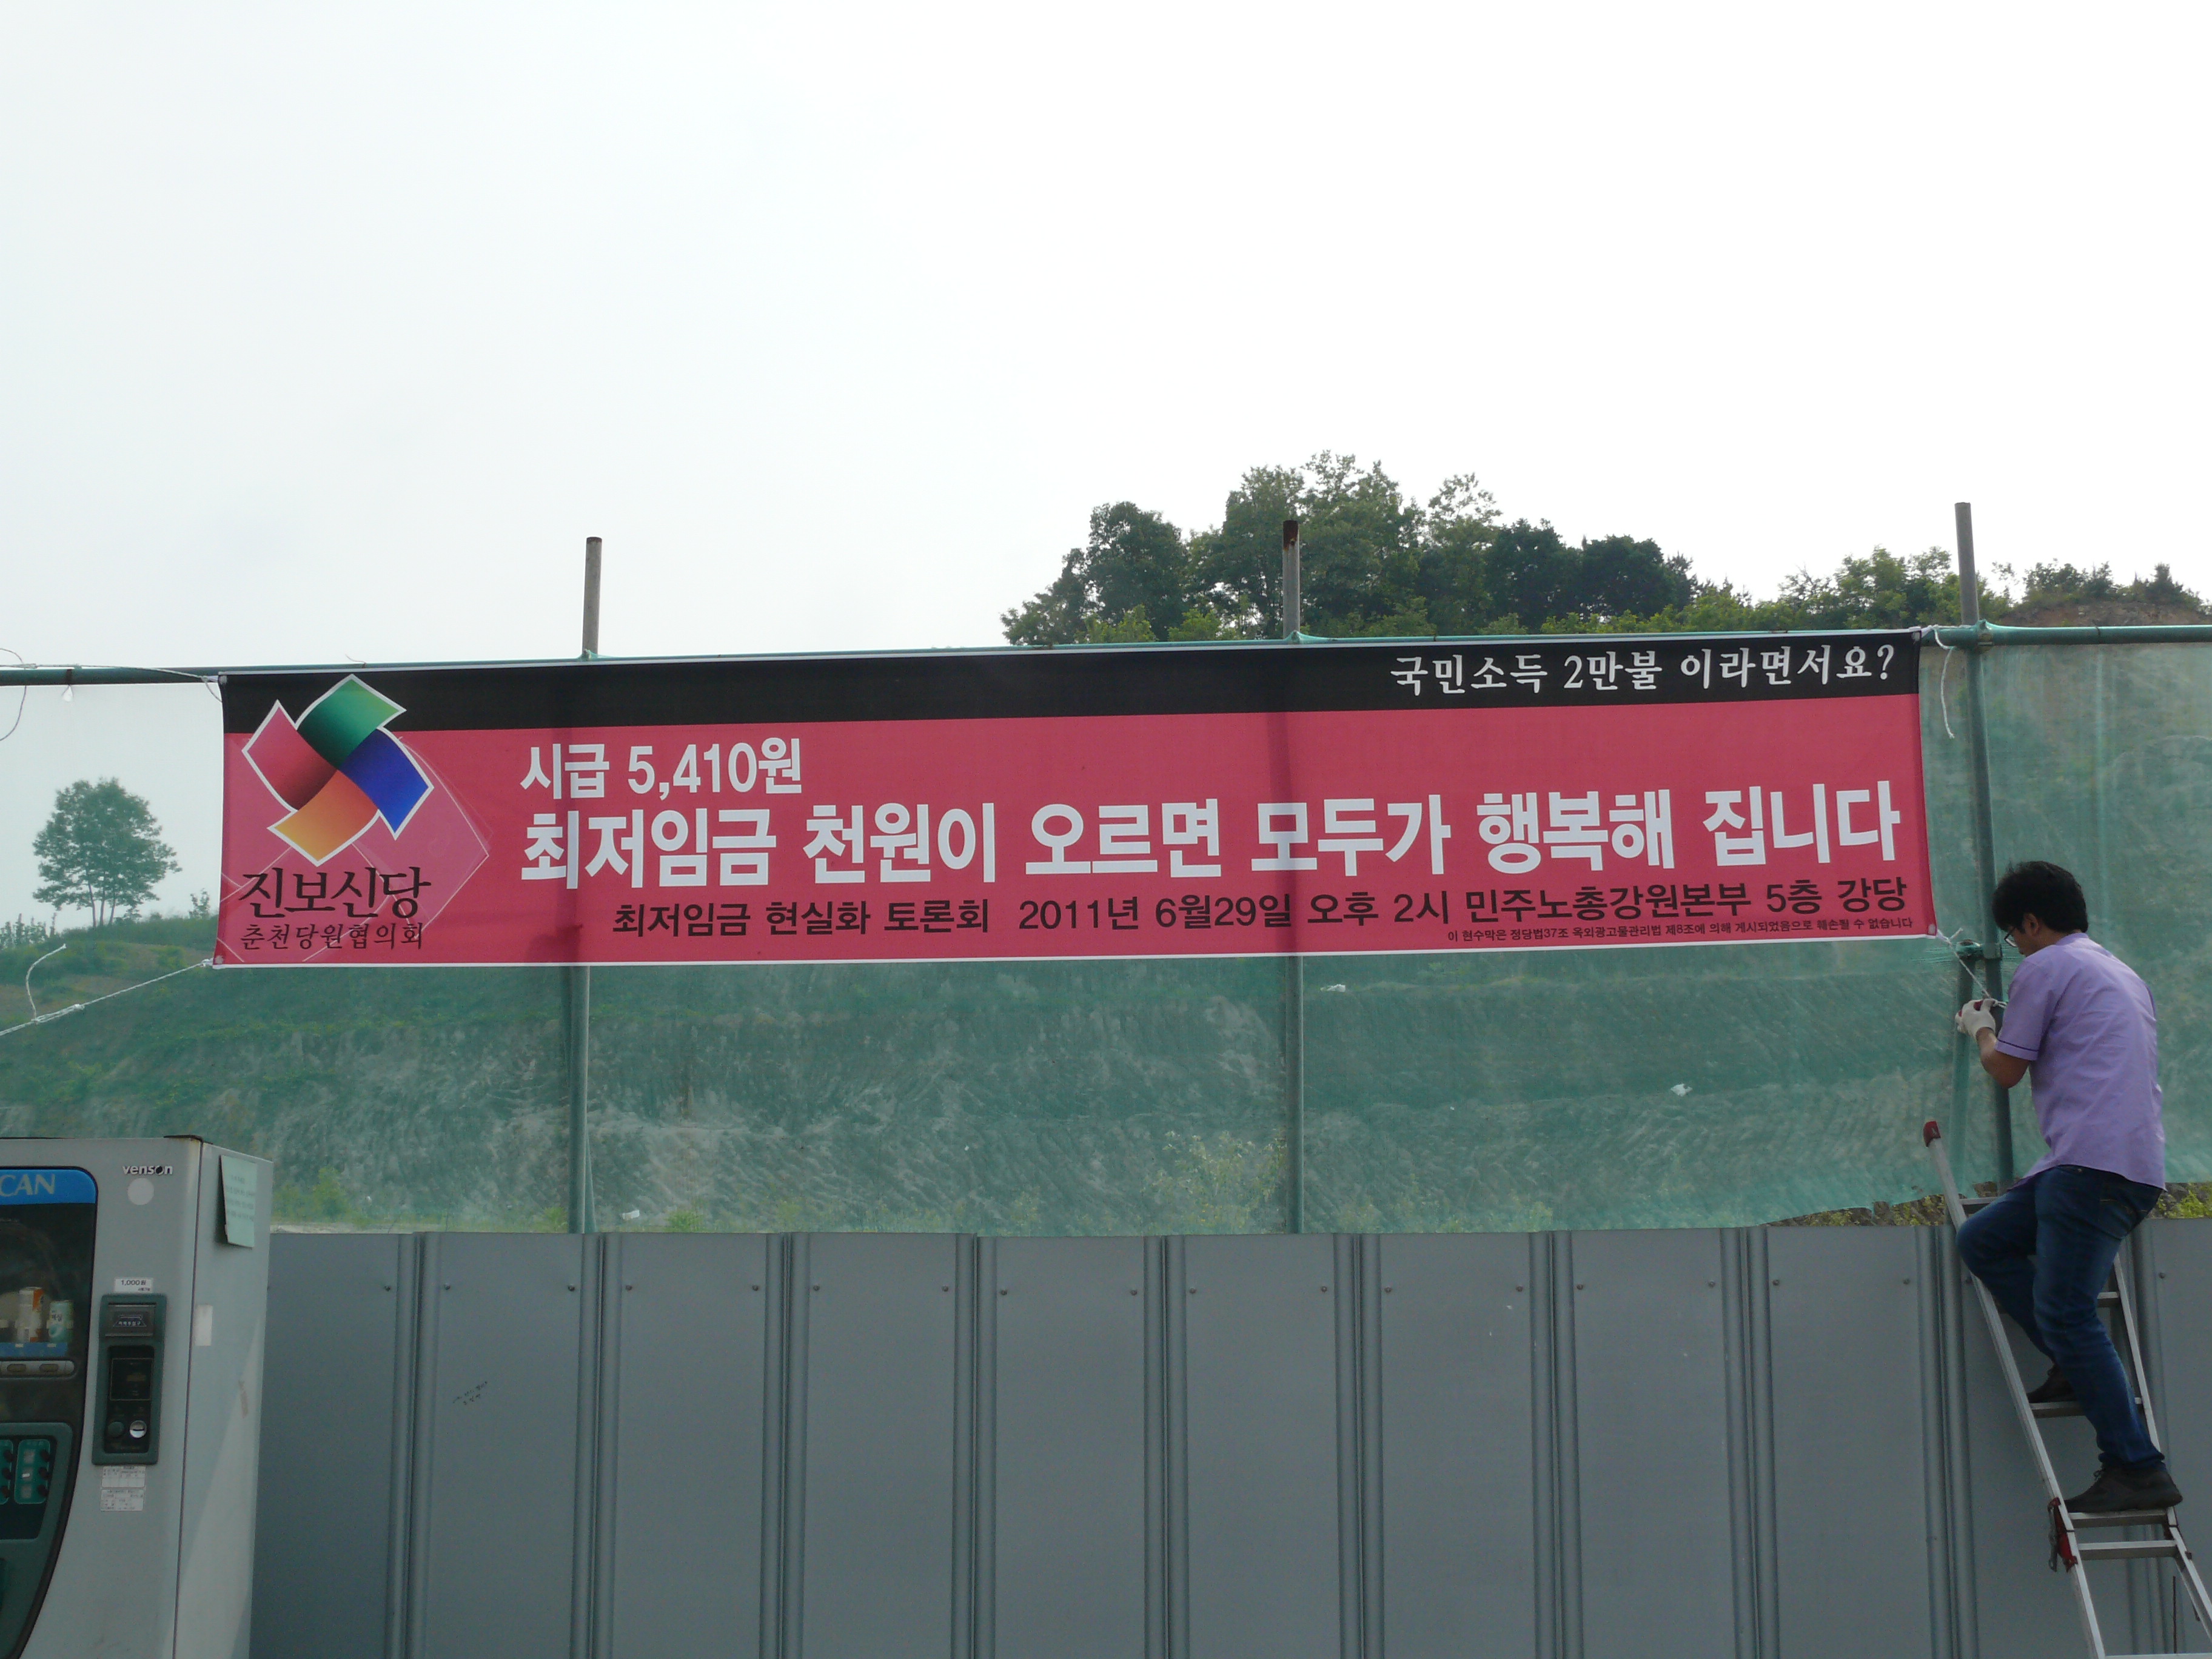 국민소득 2만불 이라면서요?
시급 5,410원
최저임금 천원이 오르면 모두가 행복해 집니다
최저임금 현실화 토론회 2011년 6월29일 오후 2시 민주노총강원본부 5층 강당
이 현수막은 정당법37조 옥외광고물관리법 제8조에 의해 게시되었음으로 훼손될 수 없습니다
진보신당
춘천당원협의회
venson
CAN
1,000원